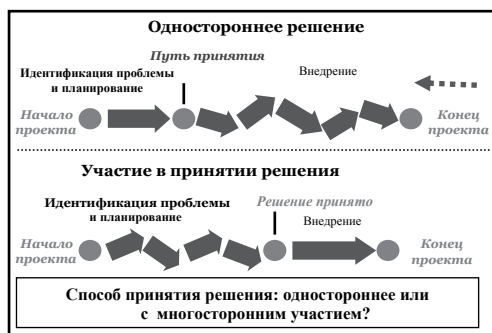 Одностороннее решение
Путь принятия
Идентификация проблемы
и планирование
Внедрение
Начало
проекта
Конец
проекта
Участие в принятии решения
Идентификация проблемы
и планирование
Решение принято
Внедрение
Начало
проекта
Конец
проекта
Способ принятия решения: одностороннее или
с многосторонним участием?